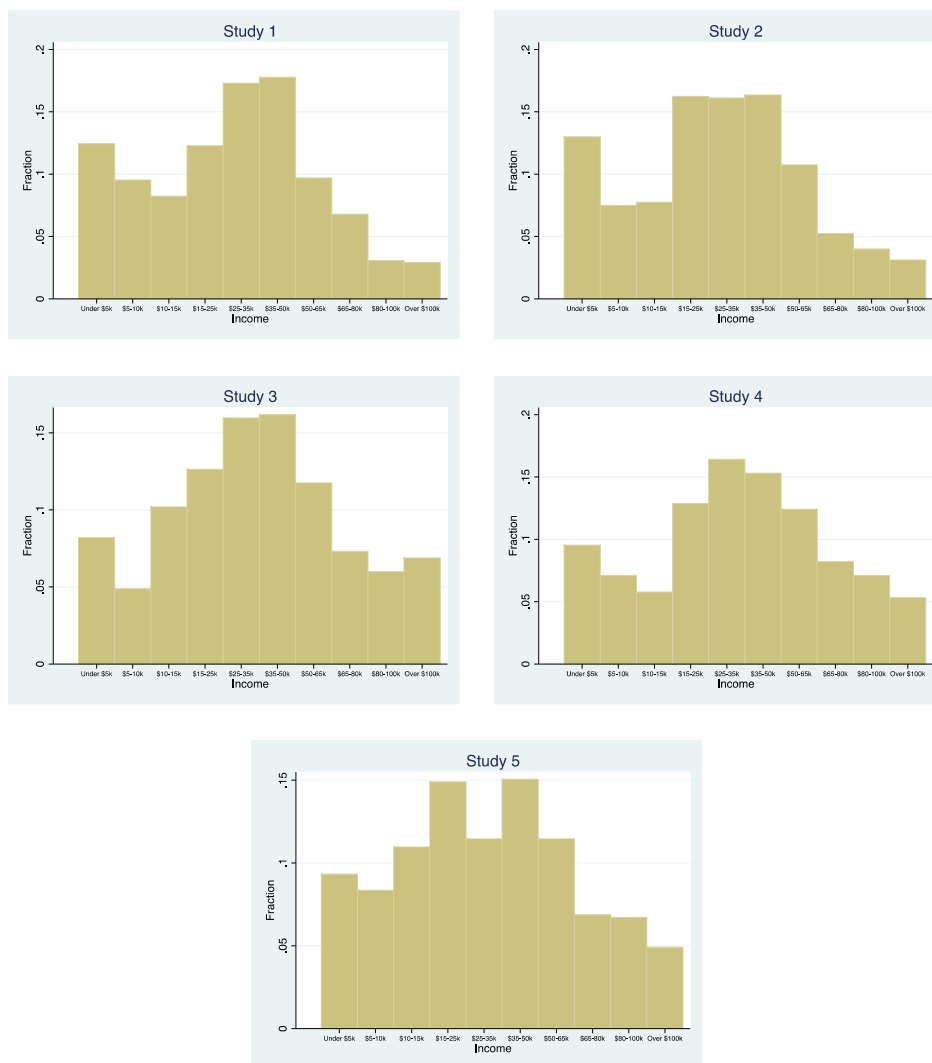 Study 1
.2
.15
.1
.05
0
Fraction
Under $5k $5-10k $10-15k $15-25k $25-35k $35-50k $50-65k $65-80k $80-100k Over $100k
Income
Study 2
.2
.15
.1
.05
0
Fraction
Under $5k $5-10k $10-15k $15-25k $25-35k $35-50k $50-65k $65-80k $80-100k Over $100k
Income
Study 3
.15
.1
.05
0
Fraction
Under $5k $5-10k $10-15k $15-25k $25-35k $35-50k $50-65k $65-80k $80-100k Over $100k
Income
Study 4
.2
.15
.1
.05
0
Fraction
Under $5k $5-10k $10-15k $15-25k $25-35k $35-50k $50-65k $65-80k $80-100k Over $100k
Income
Study 5
.15
.1
.05
0
Fraction
Under $5k $5-10k $10-15k $15-25k $25-35k $35-50k $50-65k $65-80k $80-100k Over $100k
Income